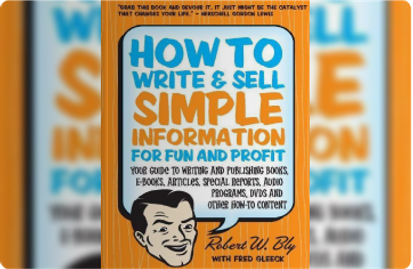 "GRAB THIS BOOK AND DEVOUR IT. IT JUST MIGHT BE THE CATALYST
THAT CHANGES YOUR LIFE." – HERSCHELL GORDON LEWIS
HOW TO
WRITE & SELL
SIMPLE
INFORMATION
FOR FUN AND PROFIT
YOUR GUIDE TO WRITING AND PUBLISHING BOOKS,
E-BOOKS, ARTICLES, SPECIAL REPORTS, AUDIO
PROGRAMS, DVDS AND
OTHER HOW-TO CONTENT
Robert W. Bly
WITH FRED GLEECK